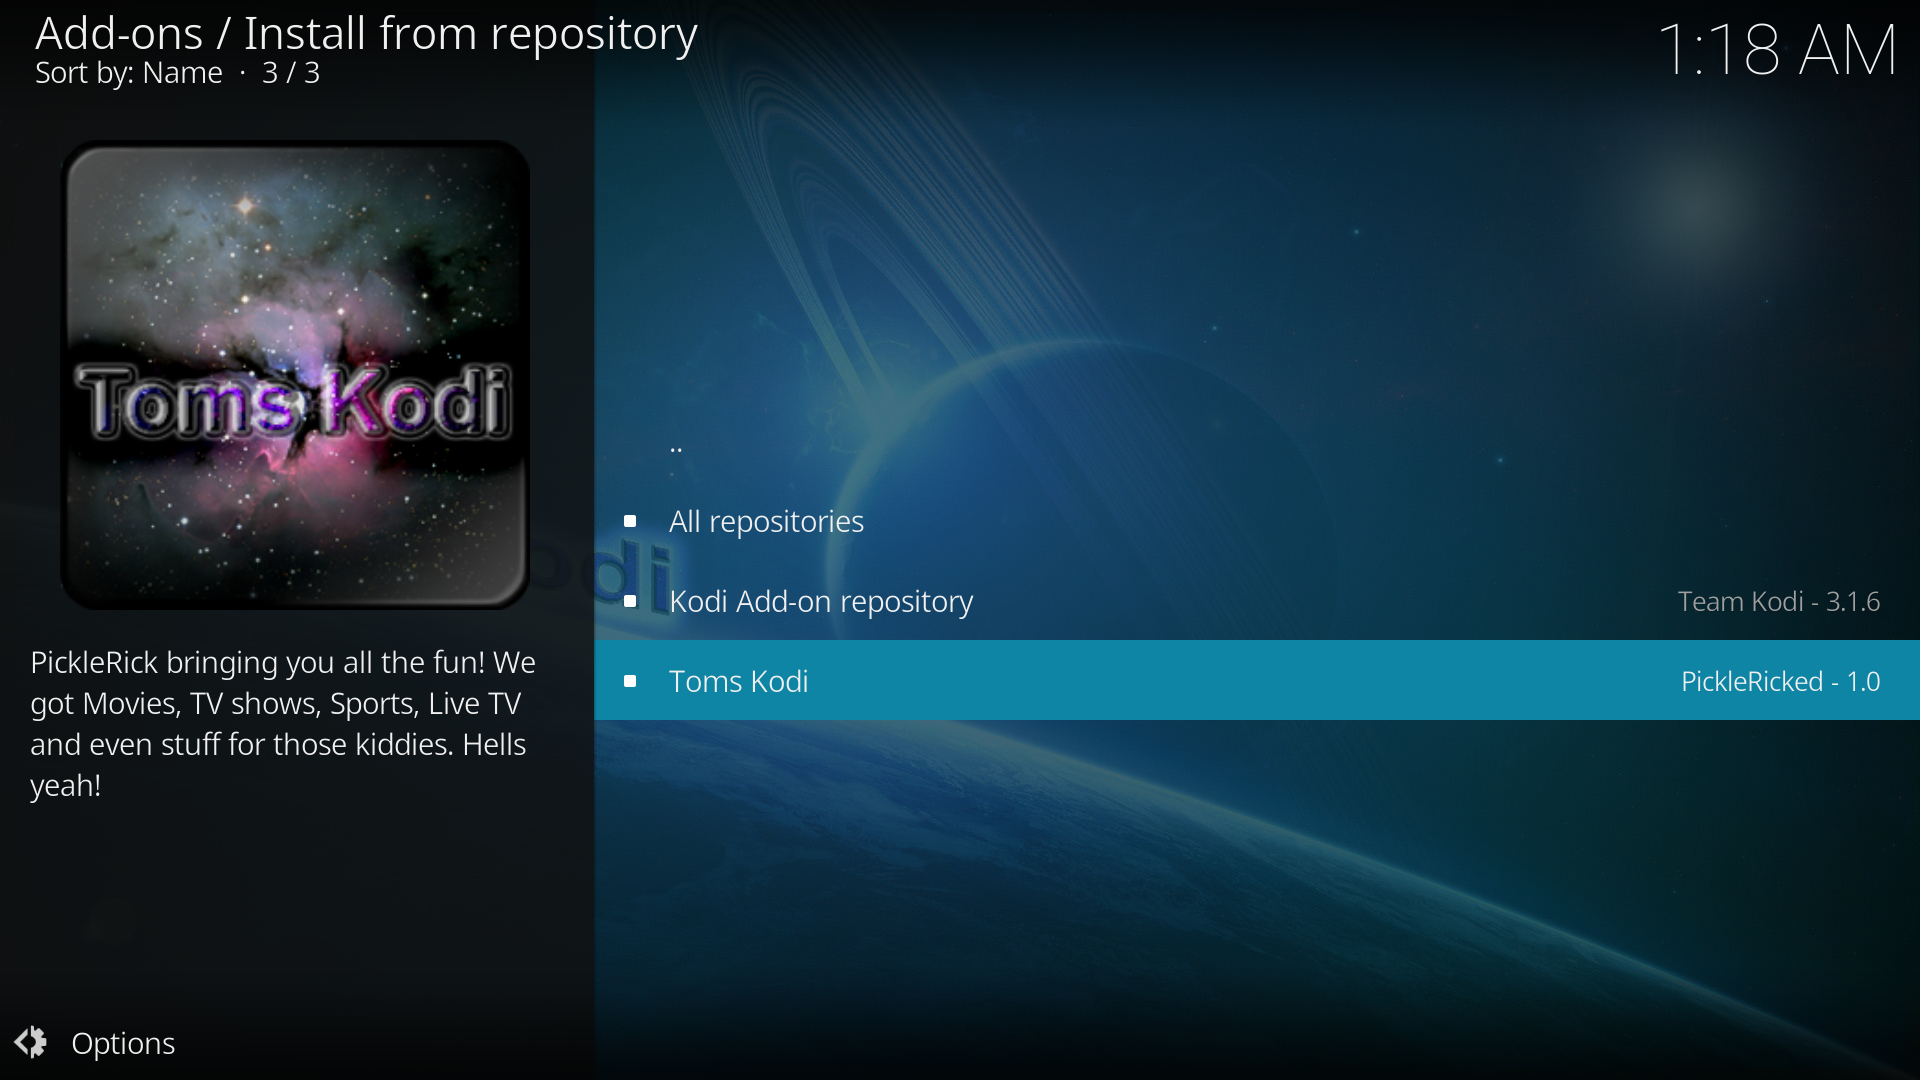 Add-ons / Install from repository
Sort by: Name · 3 / 3
1:18 AM
Toms Kodi
PickleRick bringing you all the fun! We
got Movies, TV shows, Sports, Live TV
and even stuff for those kiddies. Hells
yeah!
..
All repositories
Kodi Add-on repository Team Kodi - 3.1.6
Toms Kodi PickleRicked - 1.0
odi
Options